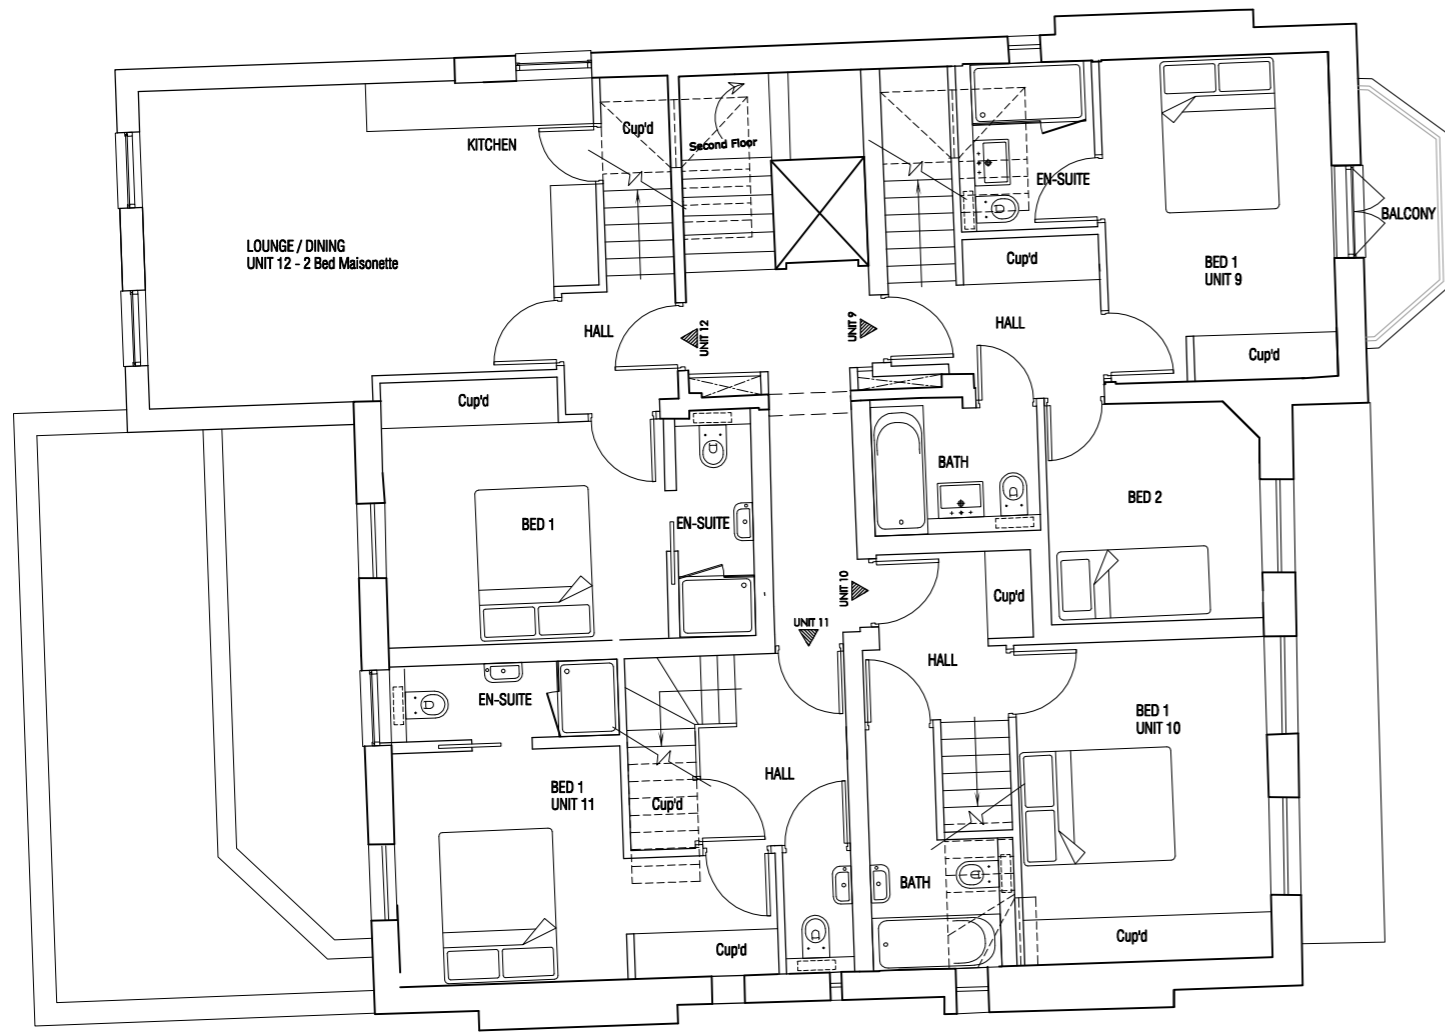 Cup'd
KITCHEN
Second Floor
EN-SUITE
BALCONY
LOUNGE / DINING
UNIT 12 - 2 Bed Maisonette
Cup'd
BED 1
UNIT 9
HALL
UNIT 12
UNIT 9
HALL
Cup'd
Cup'd
BATH
BED 2
BED 1
EN-SUITE
UNIT 10
Cup'd
UNIT 11
HALL
EN-SUITE
BED 1
UNIT 10
HALL
BED 1
UNIT 11
Cup'd
BATH
Cup'd
Cup'd